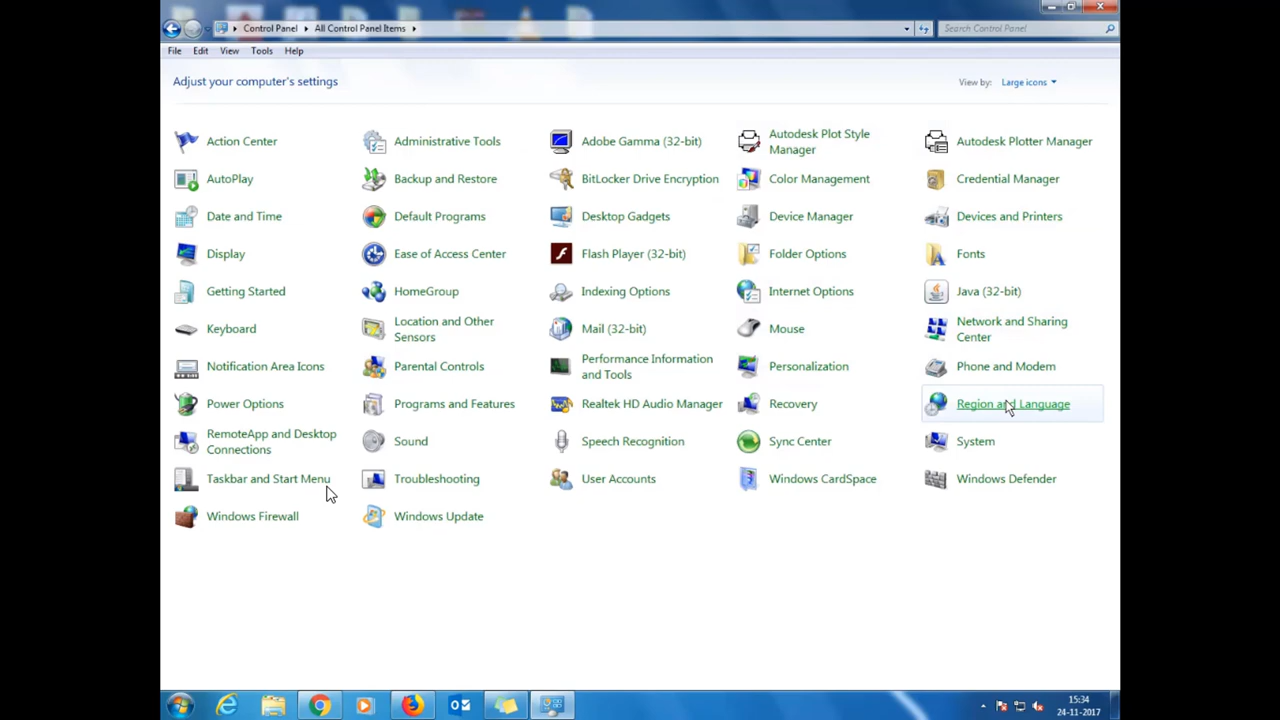 Control Panel All Control Panel Items
Search Control Panel
File Edit View Tools Help
Adjust your computer's settings
View by: Large icons
Action Center
Administrative Tools
Adobe Gamma (32-bit)
Autodesk Plot Style
Manager
Autodesk Plotter Manager
AutoPlay
Backup and Restore
BitLocker Drive Encryption
Color Management
Credential Manager
Date and Time
Default Programs
Desktop Gadgets
Device Manager
Devices and Printers
Display
Ease of Access Center
Flash Player (32-bit)
Folder Options
Fonts
Getting Started
HomeGroup
Indexing Options
Internet Options
Java (32-bit)
Keyboard
Location and Other
Sensors
Mail (32-bit)
Mouse
Network and Sharing
Center
Notification Area Icons
Parental Controls
Performance Information
and Tools
Personalization
Phone and Modem
Power Options
Programs and Features
Realtek HD Audio Manager
Recovery
Region and Language
RemoteApp and Desktop
Connections
Sound
Speech Recognition
Sync Center
System
Taskbar and Start Menu
Troubleshooting
User Accounts
Windows CardSpace
Windows Defender
Windows Firewall
Windows Update
15:34
24-11-2017